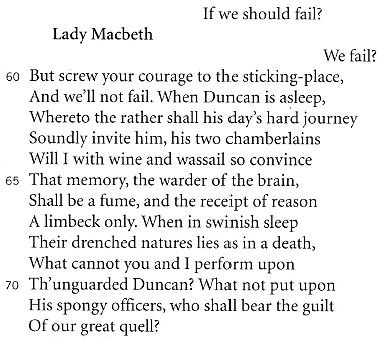 If we should fail?
Lady Macbeth
We fail?
60 But screw your courage to the sticking-place,
And we'll not fail. When Duncan is asleep,
Whereto the rather shall his day's hard journey
Soundly invite him, his two chamberlains
Will I with wine and wassail so convince
65 That memory, the warder of the brain,
Shall be a fume, and the receipt of reason
A limbeck only. When in swinish sleep
Their drenched natures lies as in a death,
What cannot you and I perform upon
70 Th'unguarded Duncan? What not put upon
His spongy officers, who shall bear the guilt
Of our great quell?